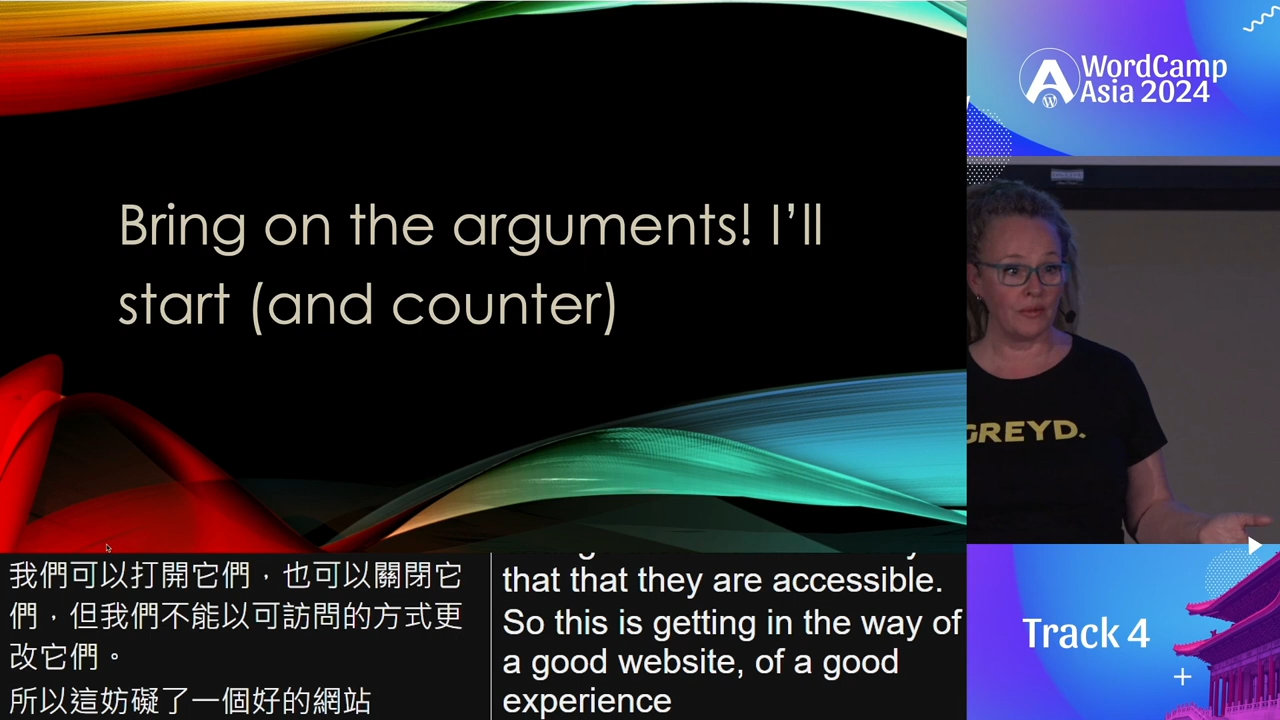 Bring on the arguments! I’ll
start (and counter)
WordCamp
Asia 2024
GREYD.
我們可以打開它們，也可以關閉它
們，但我們不能以可訪問的方式更
改它們。
所以這妨礙了一個好的網站
that that they are accessible.
So this is getting in the way of
a good website, of a good
experience
Track 4